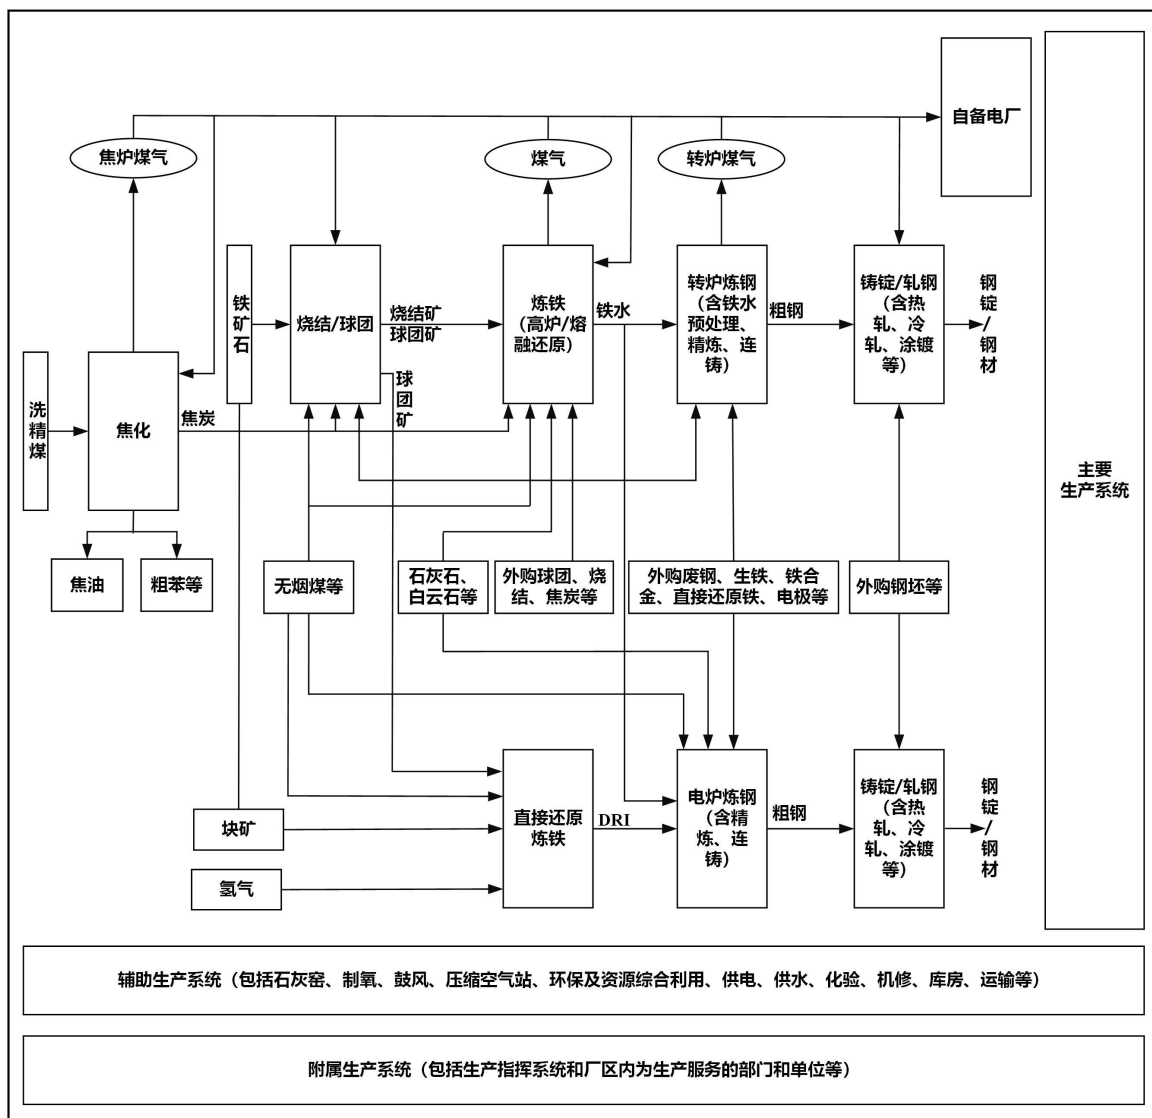 自备电厂
焦炉煤气
煤气
转炉煤气
主要
生产系统
洗
精
煤
焦化
焦炭
焦油
粗苯等
铁
矿
石
烧结/球团
烧结矿
球团矿
球
团
矿
炼铁
（高炉/熔
融还原）
铁水
转炉炼钢
（含铁水
预处理、
精炼、连
铸）
粗钢
铸锭/轧钢
（含热
轧、冷
轧、涂镀
等）
钢
锭
/
钢
材
无烟煤等
石灰石、
白云石等
外购球团、烧
结、焦炭等
外购废钢、生铁、铁合
金、直接还原铁、电极等
外购钢坯等
块矿
氢气
直接还原
炼铁
DRI
电炉炼钢
（含精
炼、连
铸）
粗钢
铸锭/轧钢
（含热
轧、冷
轧、涂镀
等）
钢
锭
/
钢
材
辅助生产系统（包括石灰窑、制氧、鼓风、压缩空气站、环保及资源综合利用、供电、供水、化验、机修、库房、运输等）
附属生产系统（包括生产指挥系统和厂区内为生产服务的部门和单位等）